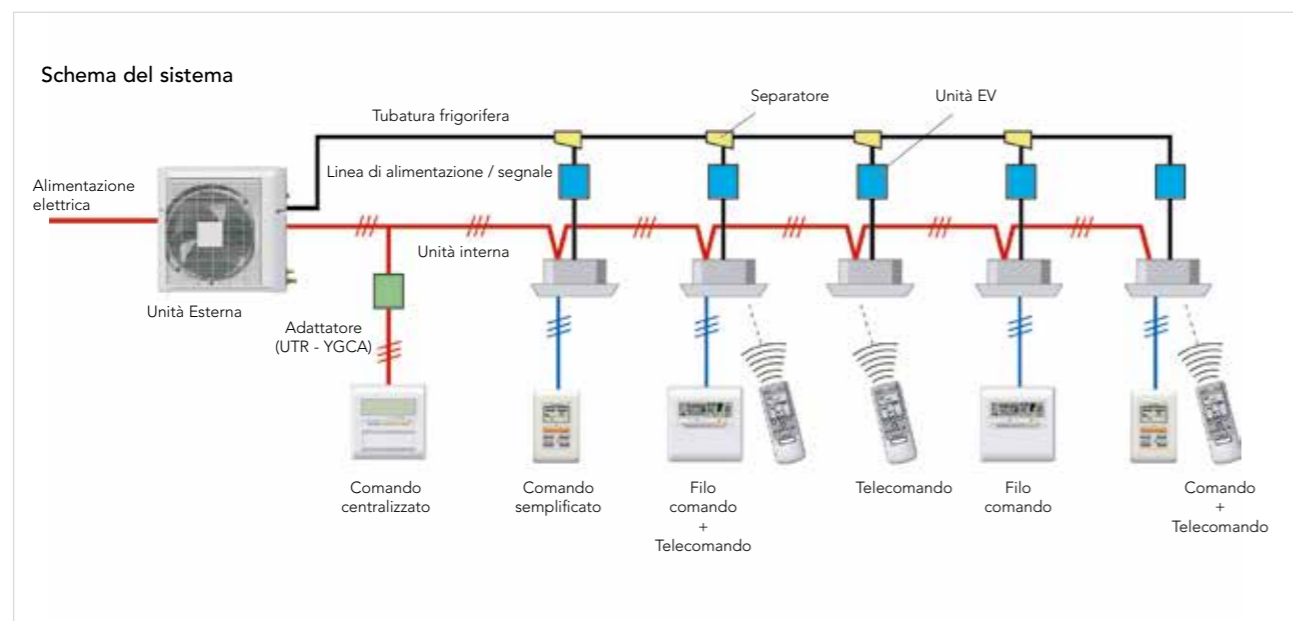 Schema del sistema
Separatore
Unità EV
Tubatura frigorifera
Linea di alimentazione / segnale
Alimentazione
elettrica
Unità interna
Unità Esterna
Adattatore
(UTR - YGCA)
Comando
centralizzato
Comando
semplificato
Filo
comando
+
Telecomando
Telecomando
Filo
comando
Comando
+
Telecomando